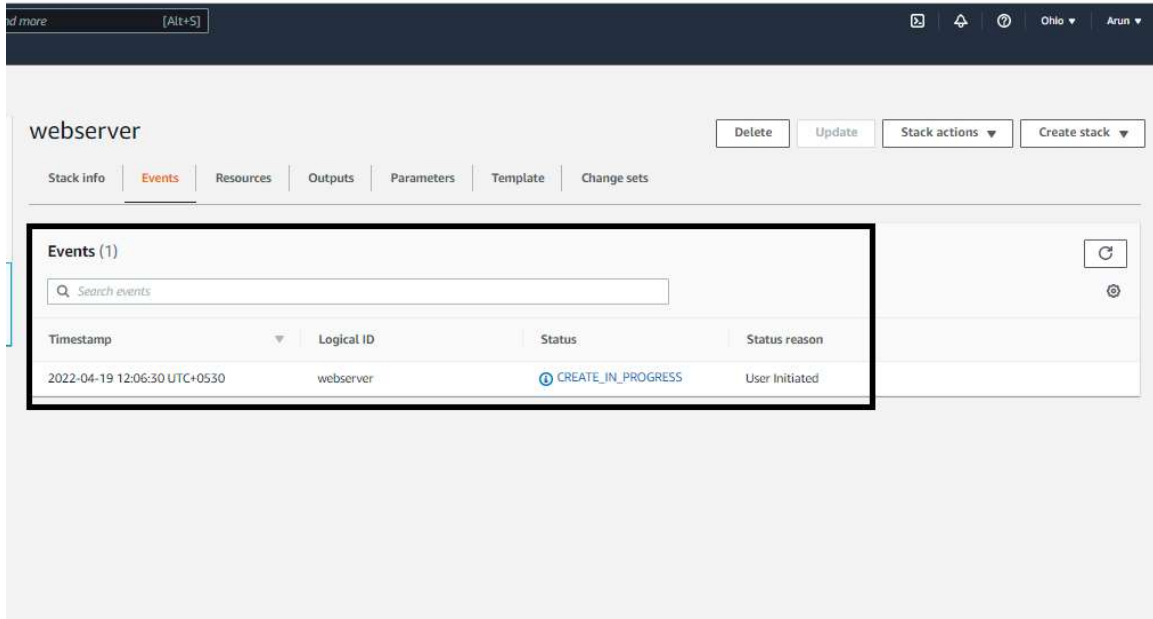 nd more [Alt+S] Ohio Arun
webserver Delete Update Stack actions Create stack
Stack info Events Resources Outputs Parameters Template Change sets
Events (1)
Search events
Timestamp Logical ID Status Status reason
2022-04-19 12:06:30 UTC+0530 webserver CREATE_IN_PROGRESS User Initiated